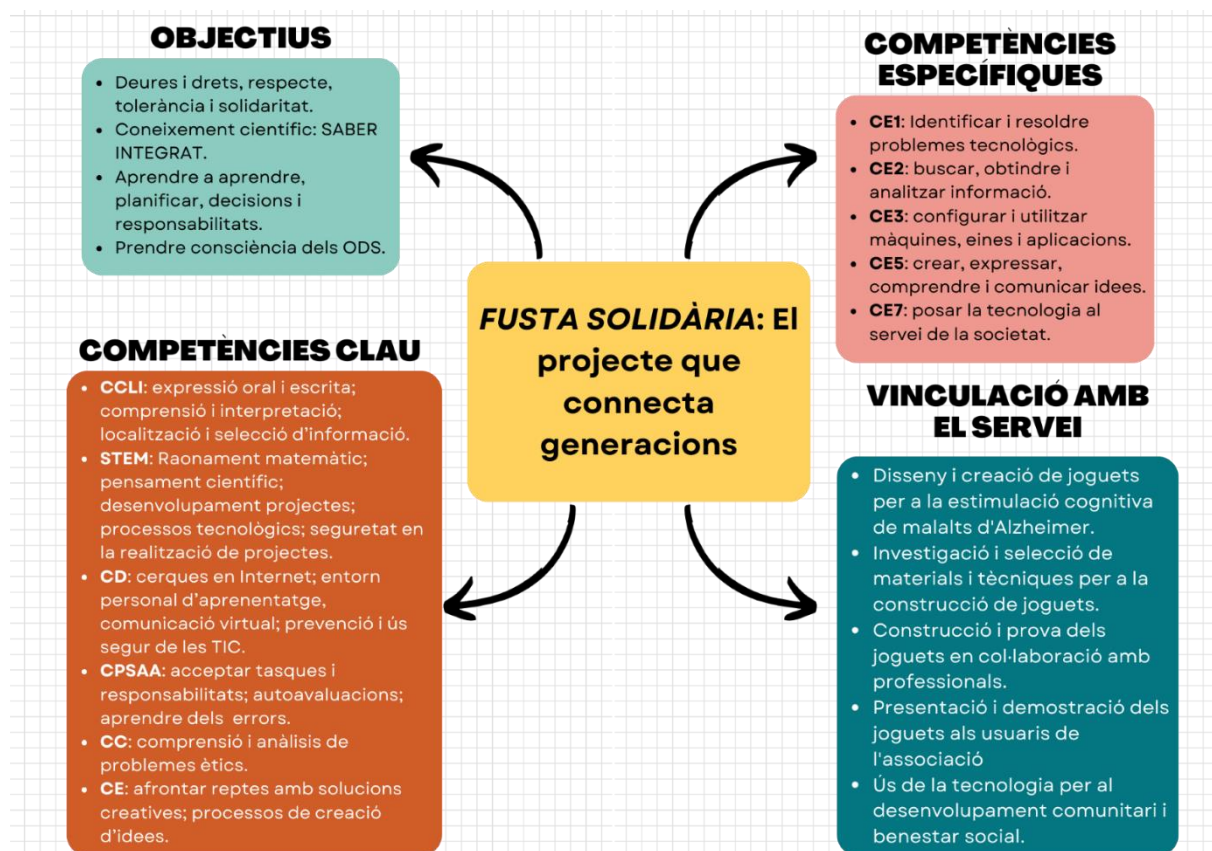 OBJECTIUS
• Deures i drets, respecte,
tolerància i solidaritat.
• Coneixement científic: SABER
INTEGRAT.
• Aprendre a aprendre,
planificar, decisions i
responsabilitats.
• Prendre consciència dels ODS.
COMPETÈNCIES
ESPECÍFIQUES
• CE1: Identificar i resoldre
problemes tecnològics.
• CE2: buscar, obtindre i
analitzar informació.
• CE3: configurar i utilitzar
màquines, eines i aplicacions.
• CE5: crear, expressar,
comprendre i comunicar idees.
• CE7: posar la tecnologia al
servei de la societat.
FUSTA SOLIDÀRIA: El
projecte que
connecta
generacions
COMPETÈNCIES CLAU
• CCLI: expressió oral i escrita;
comprensió i interpretació;
localització i selecció d'informació.
• STEM: Raonament matemàtic;
pensament científic;
desenvolupament projectes;
processos tecnològics; seguretat en
la realització de projectes.
• CD: cerques en Internet; entorn
personal d'aprenentatge,
comunicació virtual; prevenció i ús
segur de les TIC.
• CPSAA: acceptar tasques i
responsabilitats; autoavaluacions;
aprendre dels errors.
• CC: comprensió i anàlisis de
problemes ètics.
• CE: afrontar reptes amb solucions
creatives; processos de creació
d'idees.
VINCULACIÓ AMB
EL SERVEI
• Disseny i creació de joguets
per a la estimulació cognitiva
de malalts d'Alzheimer.
• Investigació i selecció de
materials i tècniques per a la
construcció de joguets.
• Construcció i prova dels
joguets en col·laboració amb
professionals.
• Presentació i demostració dels
joguets als usuaris de
l'associació
• Ús de la tecnologia per al
desenvolupament comunitari i
benestar social.